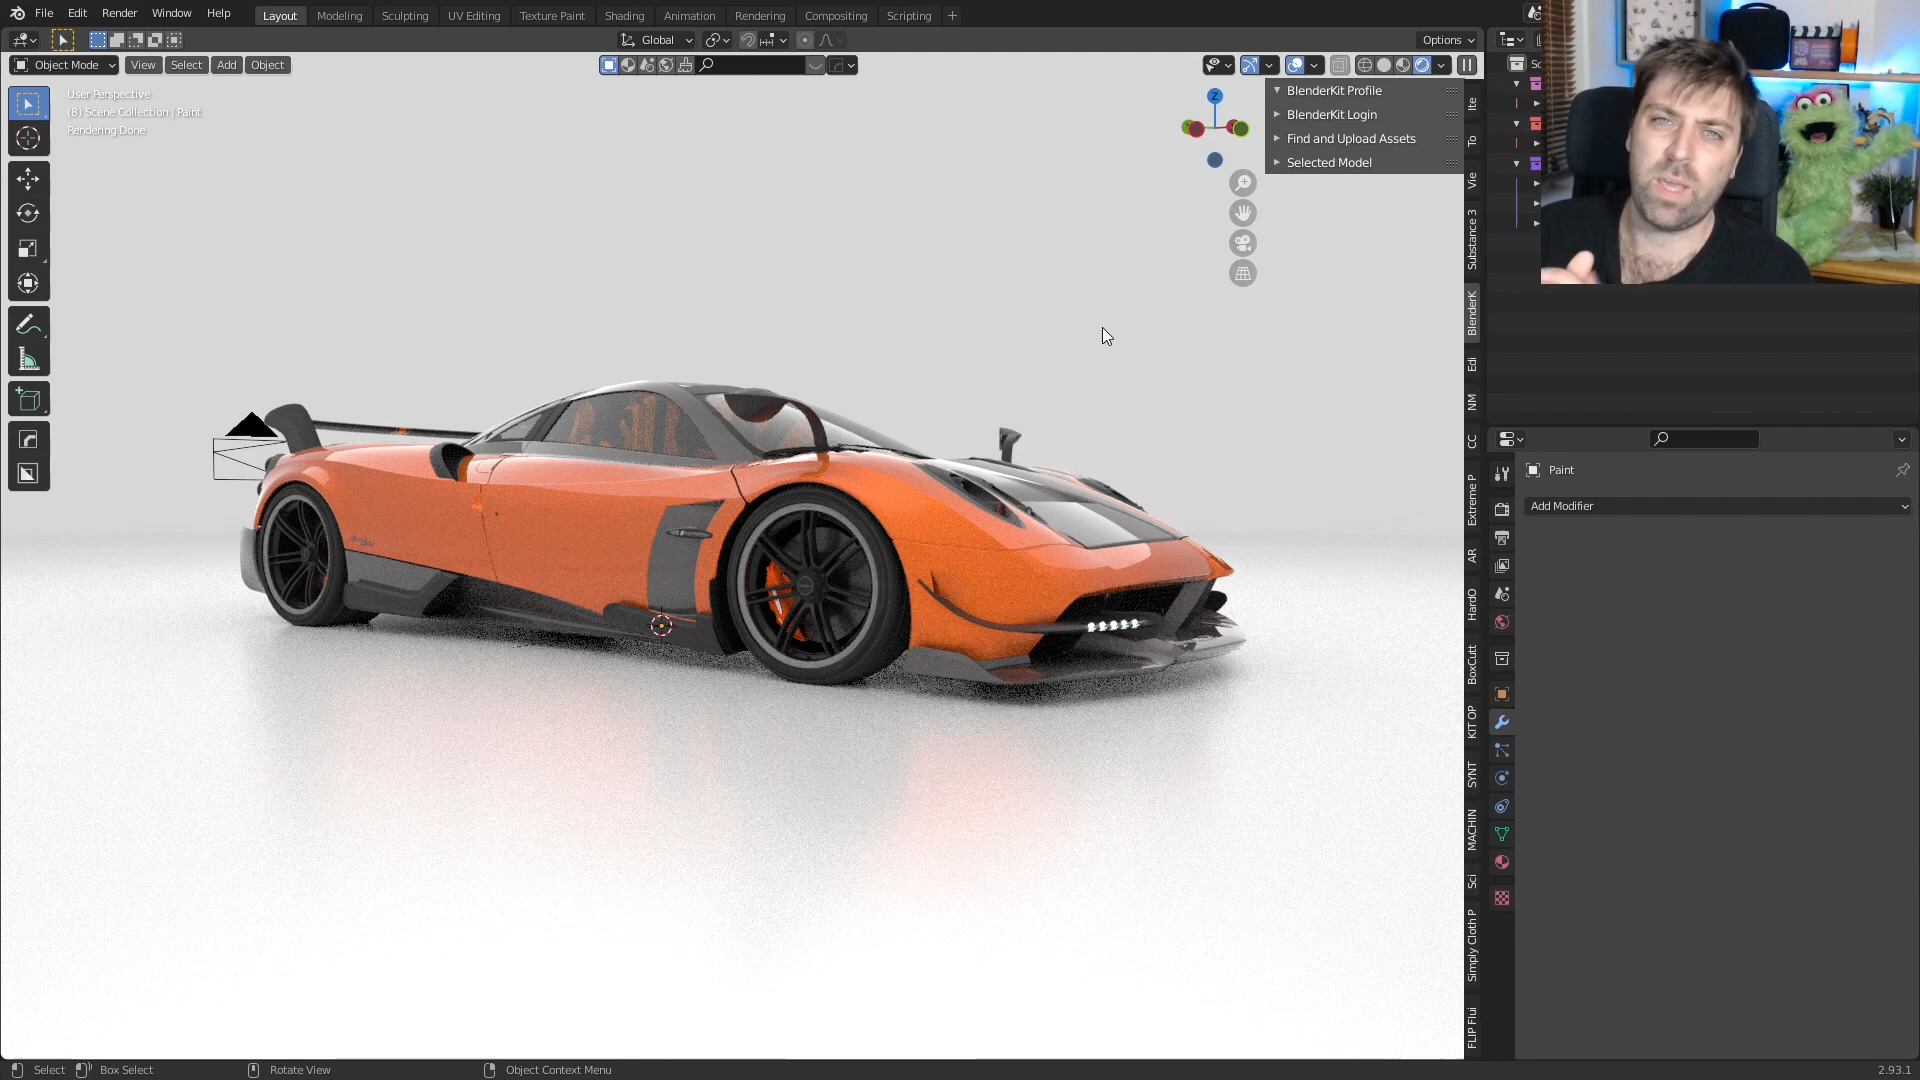 File Edit Render Window Help
Layout Modeling Sculpting UV Editing Texture Paint Shading Animation Rendering Compositing Scripting
Global
Options
Object Mode View Select Add Object
User Perspective
(8) Scene Collection | Paint
Rendering Done
Z
BlenderKit Profile
BlenderKit Login
Find and Upload Assets
Selected Model
Ite
To
Vie
Substance 3
BlenderK
Edi
NM
CC
Extreme P
AR
HardO
BoxCutt
KIT OP
SYNT
MACHIN
Sci
Simply Cloth P
FLIP Flui
Sc
Paint
Add Modifier
Select Box Select Rotate View Object Context Menu
2.93.1